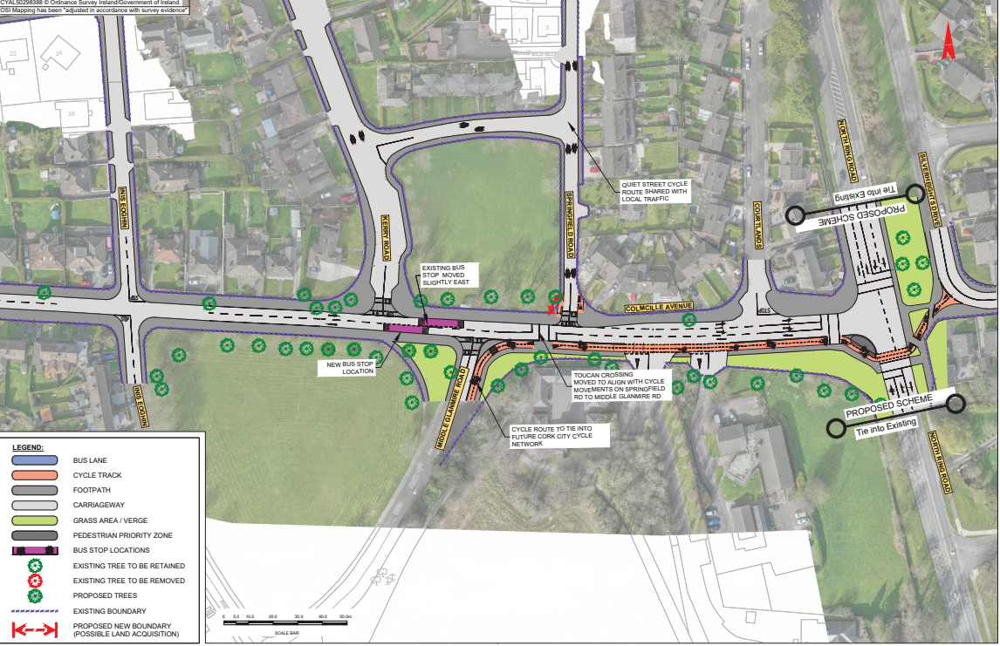 CYAL50298388 © Ordnance Survey Ireland/Government of Ireland.
OSI Mapping has been "adjusted in accordance with survey evidence"
22
24
38
1
3
INIS EOGHIN
KERRY ROAD
SPRINGFIELD ROAD
QUIET STREET CYCLE
ROUTE SHARED WITH
LOCAL TRAFFIC
COURTLANDS
NORTH RING ROAD
SILVERHEIGHTS DRIVE
Tie into Existing
PROPOSED SCHEME
EXISTING BUS
STOP MOVED
SLIGHTLY EAST
COLMCILLE AVENUE
STOP
STOP
STOP
NEW BUS STOP
LOCATION
TOUCAN CROSSING
MOVED TO ALIGN WITH CYCLE
MOVEMENTS ON SPRINGFIELD
RD TO MIDDLE GLANMIRE RD
INIS EOGHIN
MIDDLE GLANMIRE ROAD
CYCLE ROUTE TO TIE INTO
FUTURE CORK CITY CYCLE
NETWORK
PROPOSED SCHEME
Tie into Existing
NORTH RING ROAD
LEGEND:
BUS LANE
CYCLE TRACK
FOOTPATH
CARRIAGEWAY
GRASS AREA / VERGE
PEDESTRIAN PRIORITY ZONE
BUS STOP LOCATIONS
EXISTING TREE TO BE RETAINED
EXISTING TREE TO BE REMOVED
PROPOSED TREES
EXISTING BOUNDARY
PROPOSED NEW BOUNDARY
(POSSIBLE LAND ACQUISITION)
0 5.0 10.0 20.0 30.0 40.0 50.0m
SCALE BAR